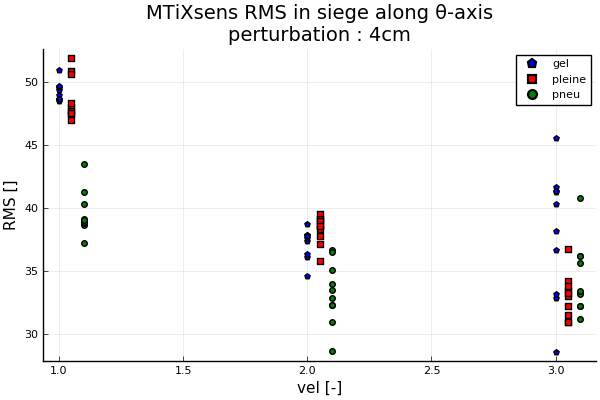 MTiXsens RMS in siege along θ-axis
perturbation : 4cm
gel
pleine
pneu
RMS []
50
45
40
35
30
1.0
1.5
2.0
2.5
3.0
vel [-]